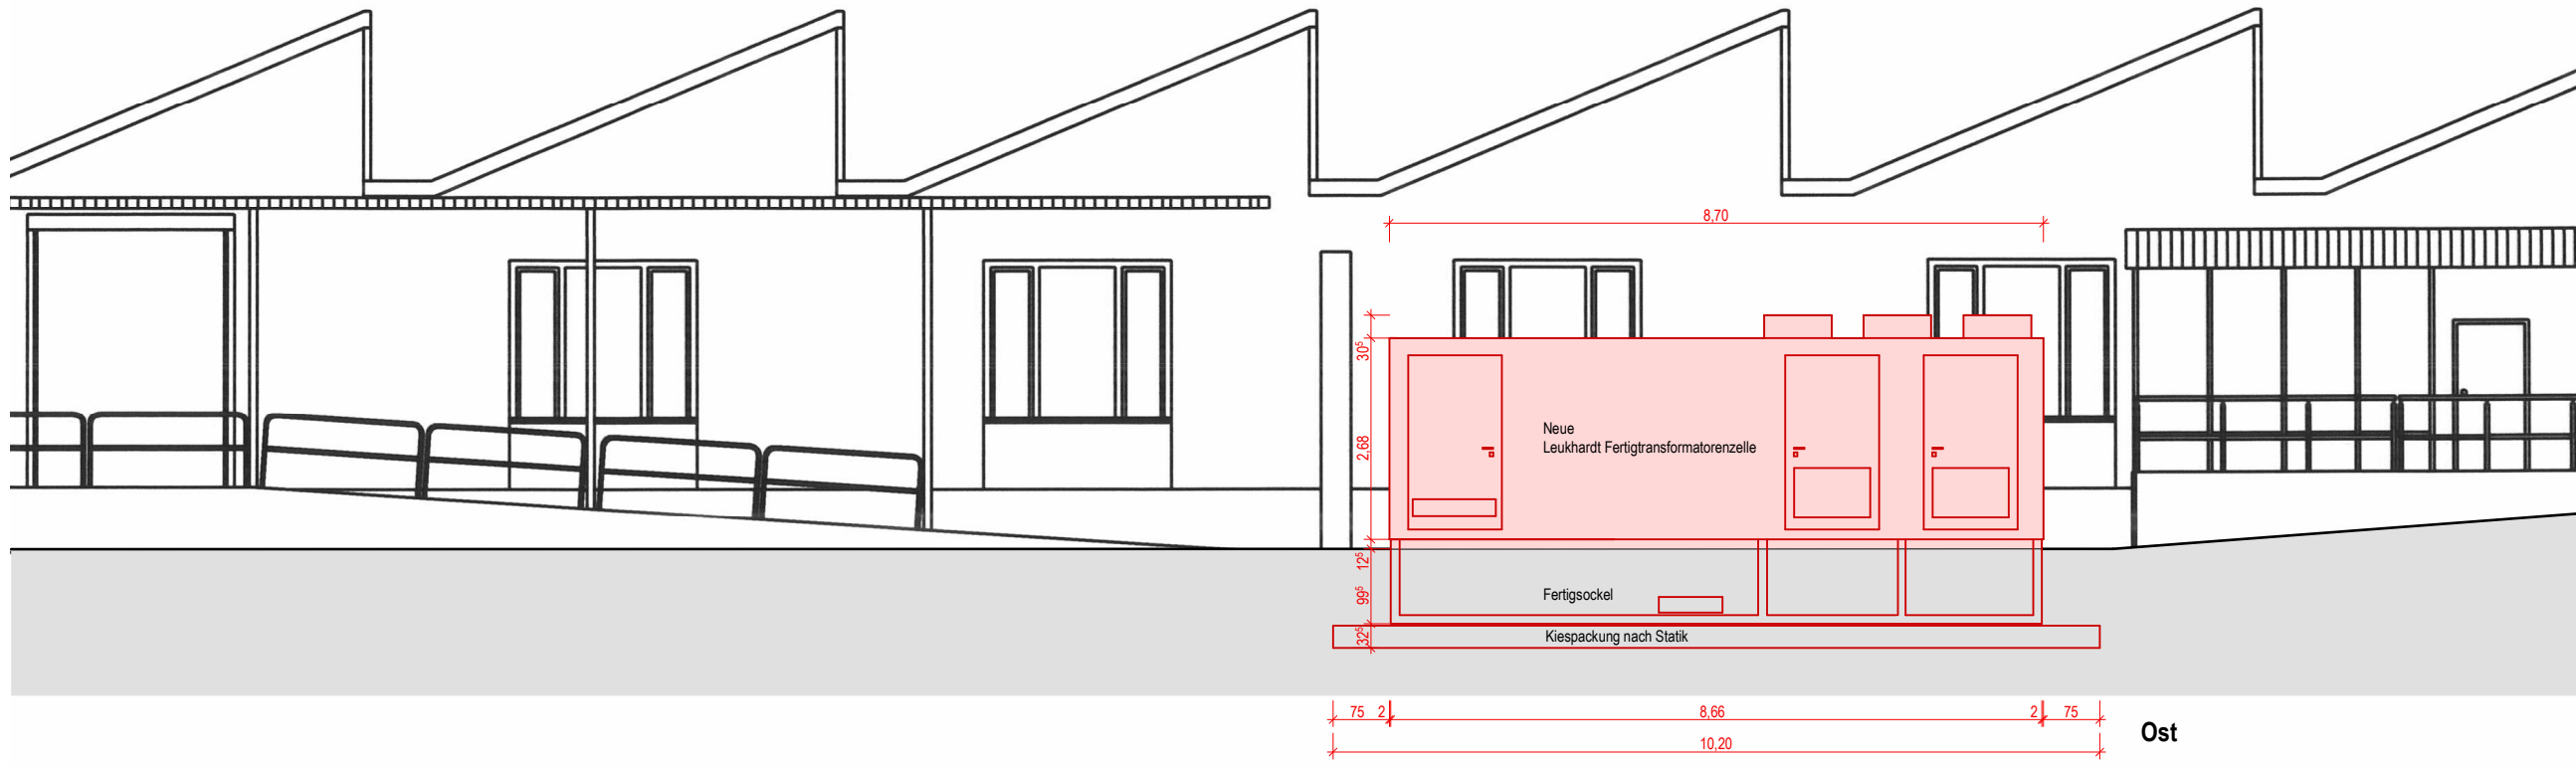 8,70
30⁵
2,68
Neue
Leukhardt Fertigtransformatorenzelle
12⁵
99⁵
Fertigsockel
32⁵
Kiespackung nach Statik
75 2 8,66 2 75
10,20
Ost